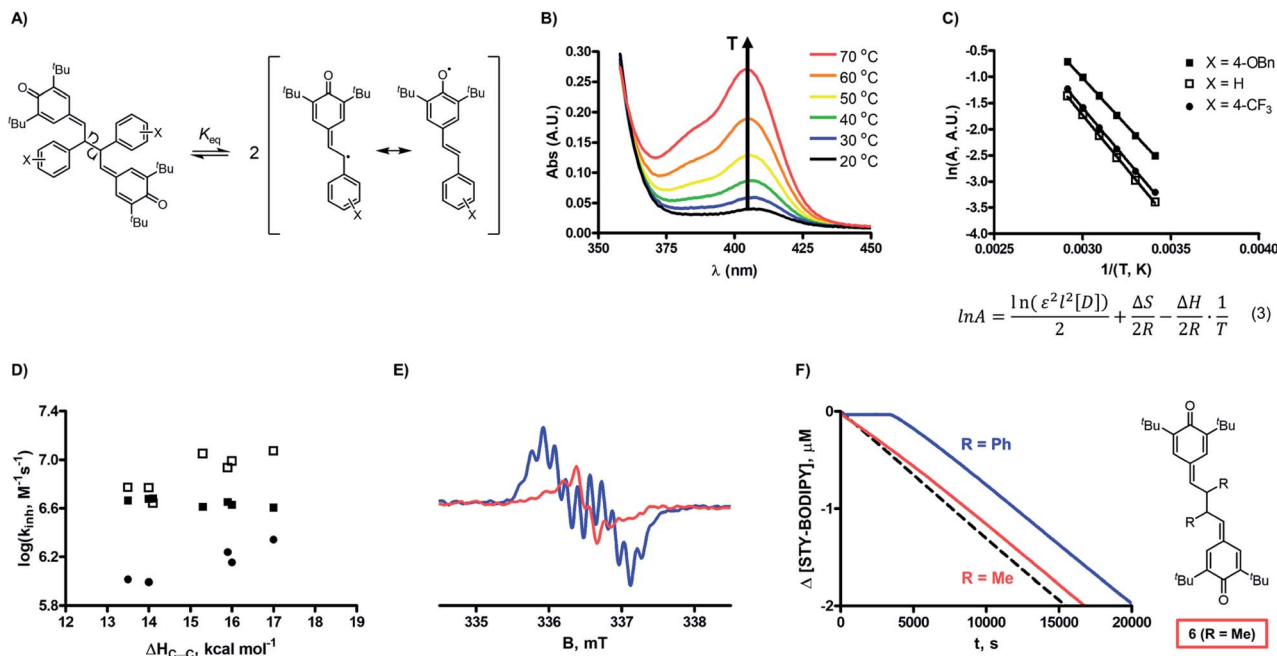 A)
O
tBu
tBu
O
tBu
X
X
tBu
O
tBu
Keq
2
O
tBu
tBu
X
O•
tBu
tBu
X
B)
Abs (A.U.)
0.30
0.25
0.20
0.15
0.10
0.05
0.00
T
70 °C
60 °C
50 °C
40 °C
30 °C
20 °C
350 375 400 425 450
λ (nm)
C)
ln(A, A.U.)
-0.5
-1.0
-1.5
-2.0
-2.5
-3.0
-3.5
-4.0
X = 4-OBn
X = H
X = 4-CF3
0.0025 0.0030 0.0035 0.0040
1/(T, K)
lnA = ln( ε²l²[D])/2 + ΔS/2R − ΔH/2R · 1/T (3)
D)
log(kinh, M⁻¹s⁻¹)
7.4
7.0
6.6
6.2
5.8
12 13 14 15 16 17 18 19
ΔHC–C, kcal mol⁻¹
E)
335 336 337 338
B, mT
F)
Δ [STY-BODIPY], μM
0
-1
-2
R = Ph
R = Me
0 5000 10000 15000 20000
t, s
O
tBu
tBu
R
R
tBu
tBu
O
6 (R = Me)